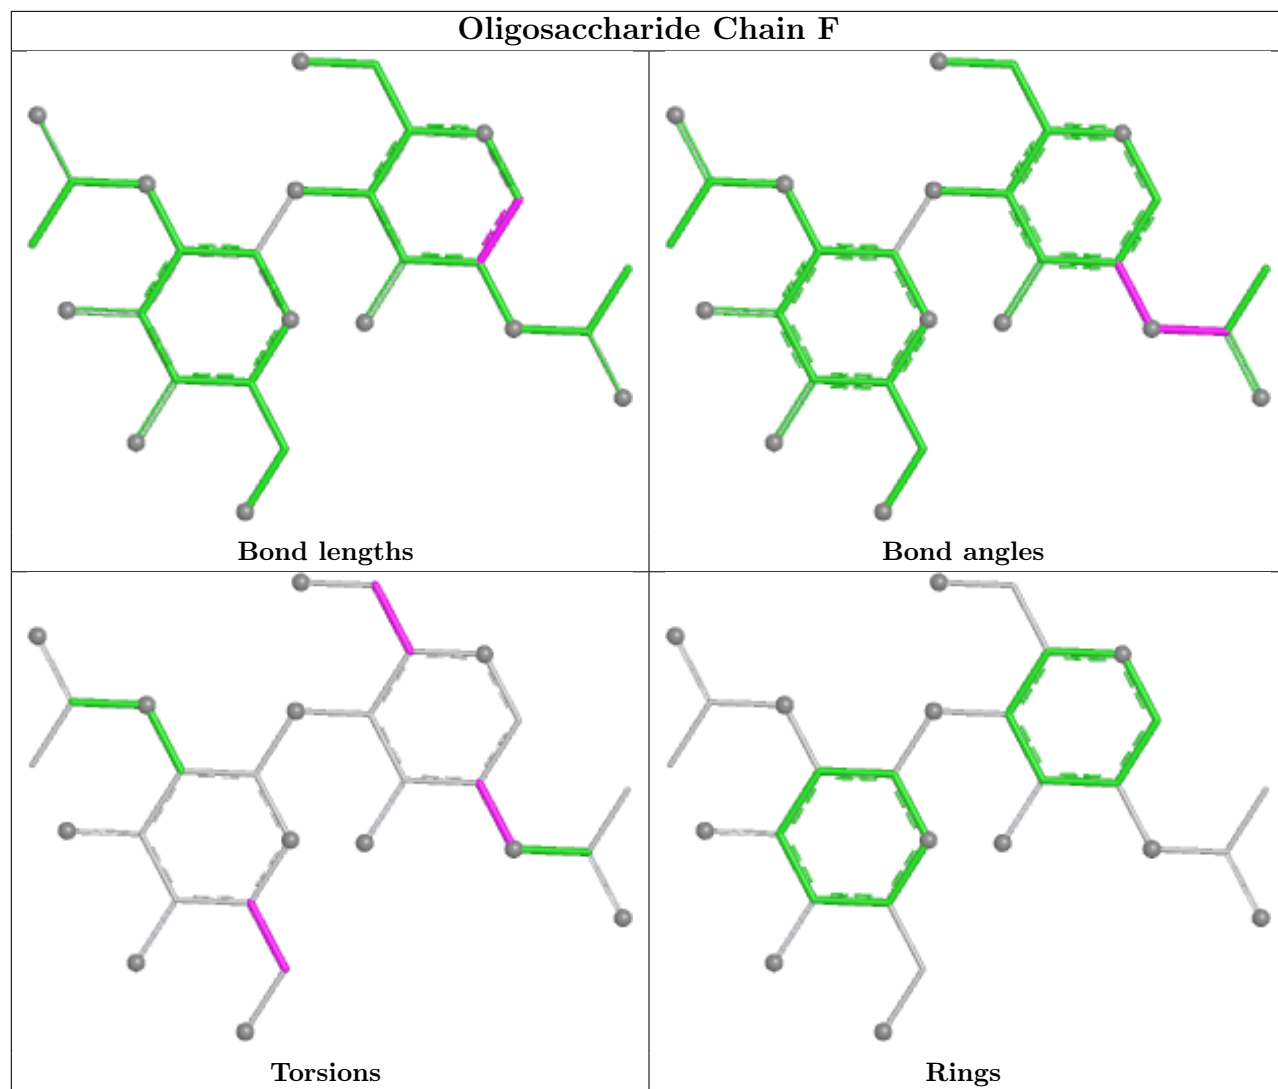 Oligosaccharide Chain F
Bond lengths
Bond angles
Torsions
Rings